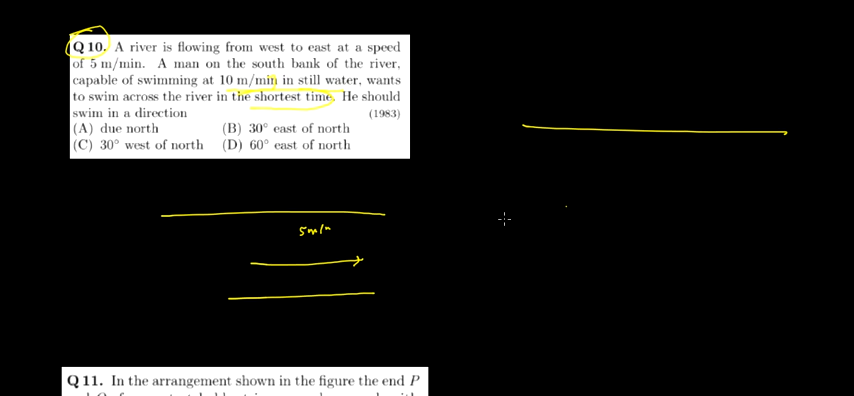 Q 10. A river is flowing from west to east at a speed
of 5 m/min. A man on the south bank of the river,
capable of swimming at 10 m/min in still water, wants
to swim across the river in the shortest time. He should
swim in a direction (1983)
(A) due north (B) 30° east of north
(C) 30° west of north (D) 60° east of north
5m/n
Q 11. In the arrangement shown in the figure the end P